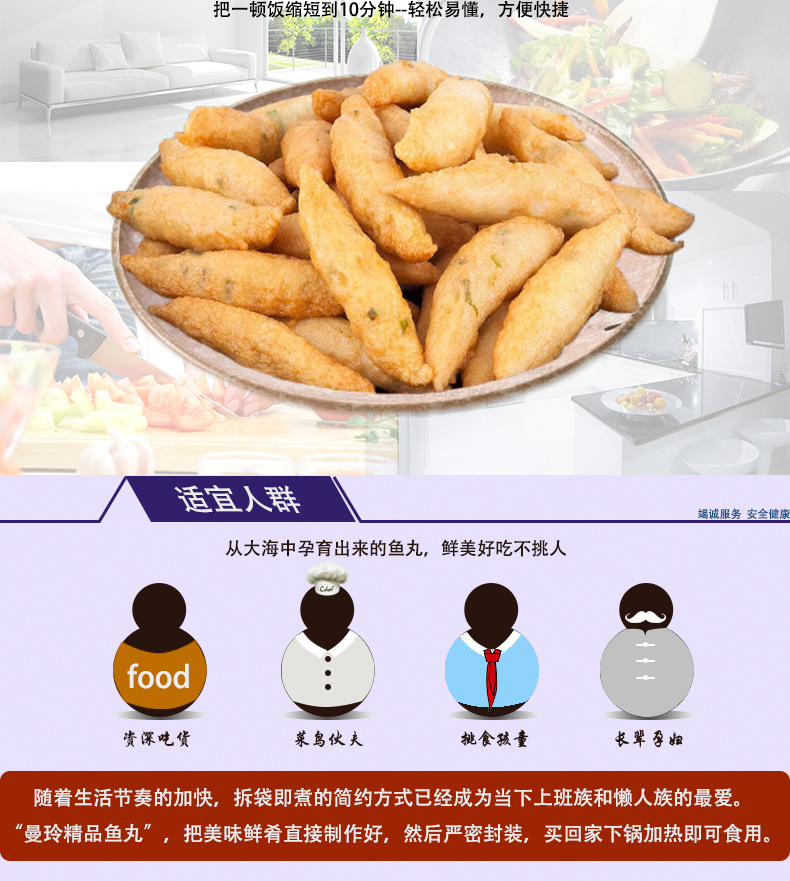 把一顿饭缩短到10分钟--轻松易懂，方便快捷
适宜人群
竭诚服务 安全健康
从大海中孕育出来的鱼丸，鲜美好吃不挑人
Chef
food
资深吃货 菜鸟伙夫 挑食孩童 长辈孕妇
随着生活节奏的加快，拆袋即煮的简约方式已经成为当下上班族和懒人族的最爱。
“曼玲精品鱼丸”，把美味鲜肴直接制作好，然后严密封装，买回家下锅加热即可食用。